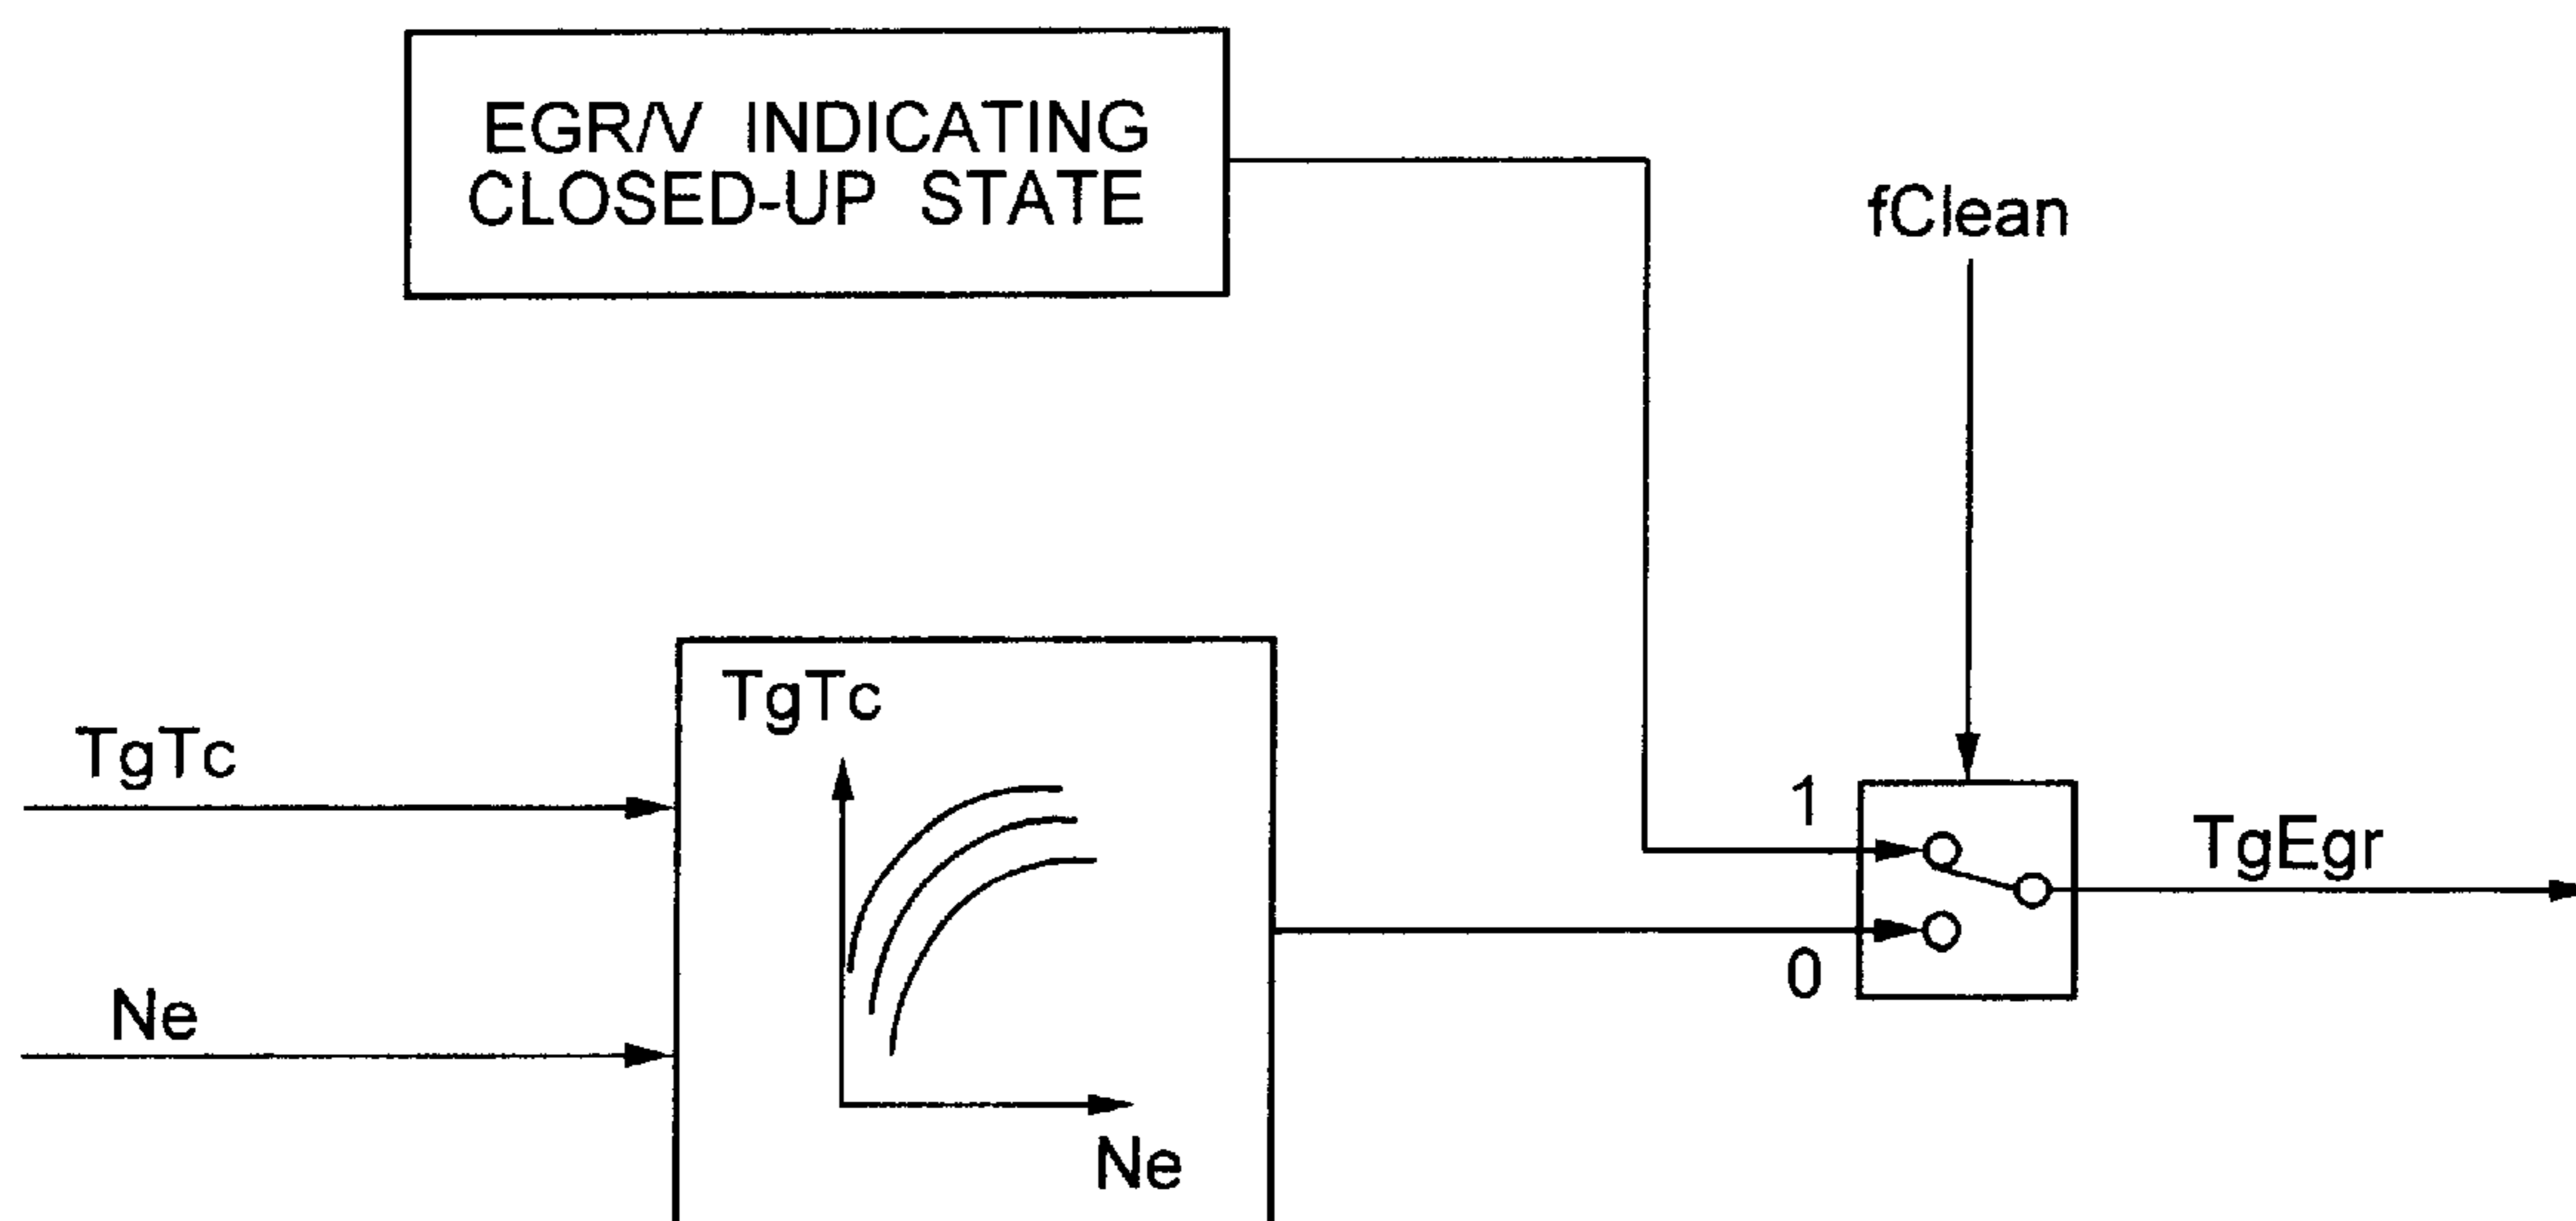 EGR/V INDICATING
CLOSED-UP STATE
fClean
TgTc
TgTc
1
TgEgr
0
Ne
Ne